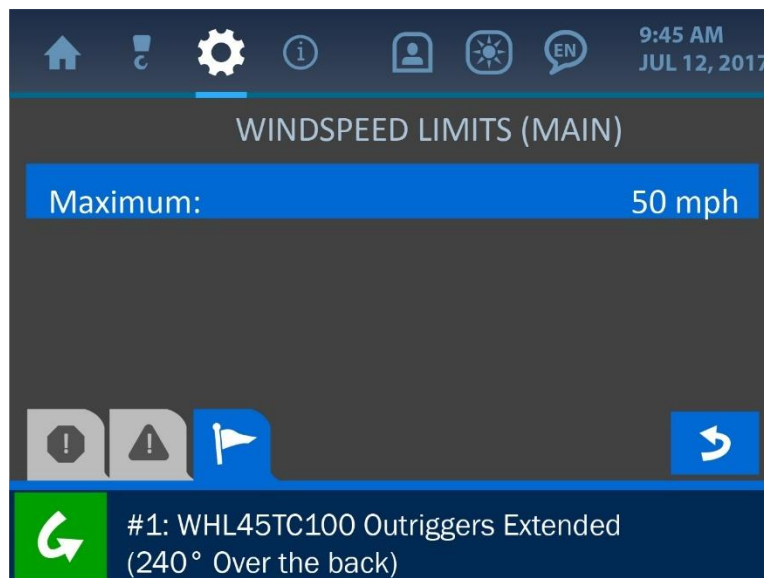 EN
9:45 AM
JUL 12, 2017
WINDSPEED LIMITS (MAIN)
Maximum: 50 mph
#1: WHL45TC100 Outriggers Extended
(240° Over the back)